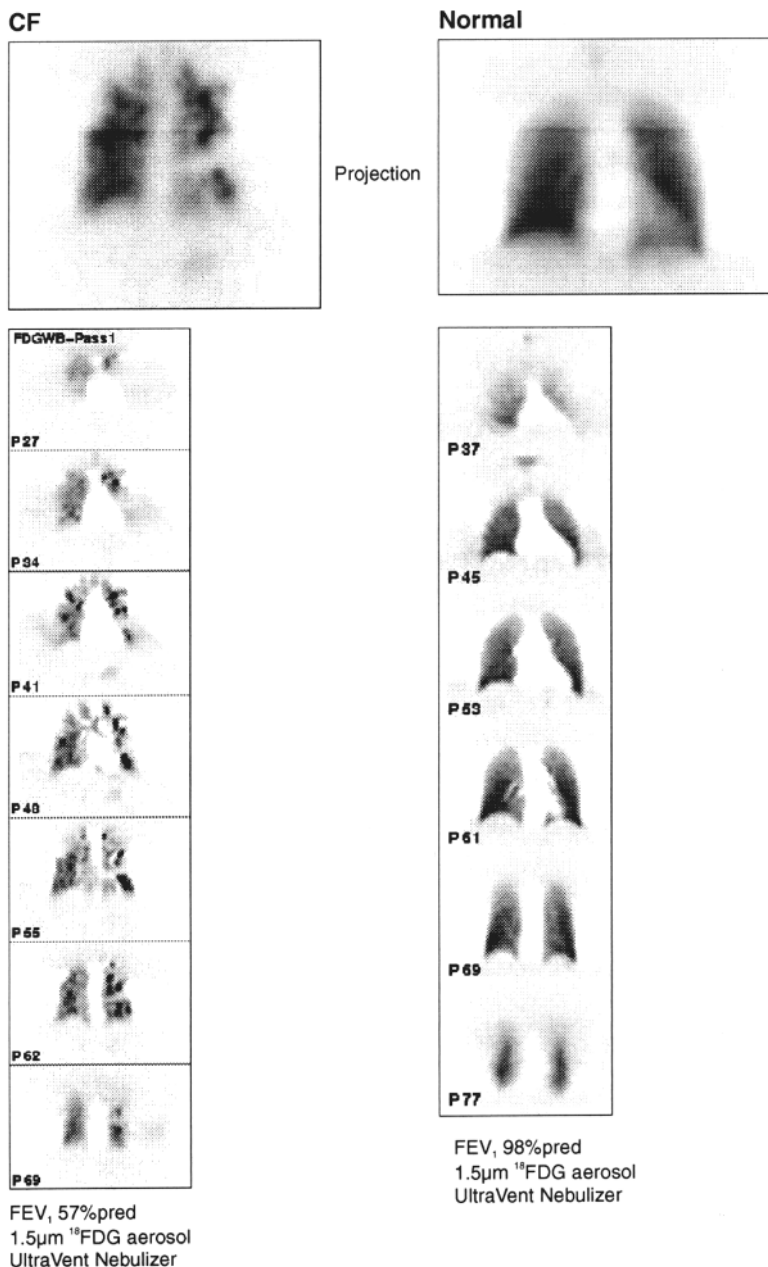 CF
Normal
Projection
FDGWB-Pass1
P27
P34
P41
P48
P55
P62
P69
FEV₁ 57%pred
1.5µm ¹⁸FDG aerosol
UltraVent Nebulizer
P37
P45
P53
P61
P69
P77
FEV₁ 98%pred
1.5µm ¹⁸FDG aerosol
UltraVent Nebulizer